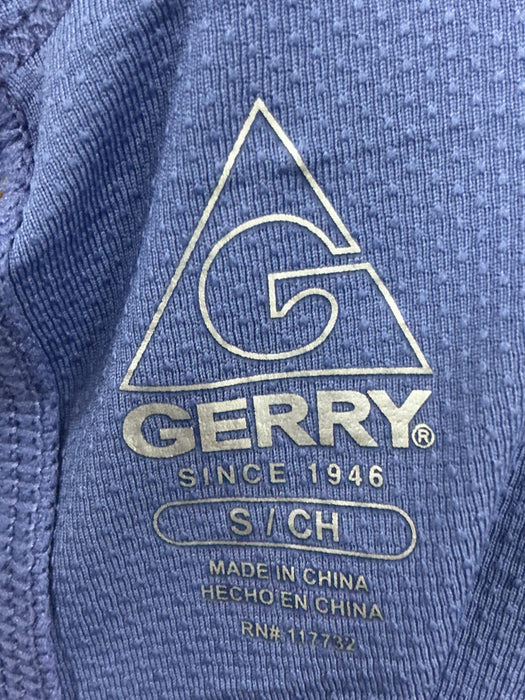 G
GERRY®
SINCE 1946
S / CH
MADE IN CHINA
HECHO EN CHINA
RN# 117732